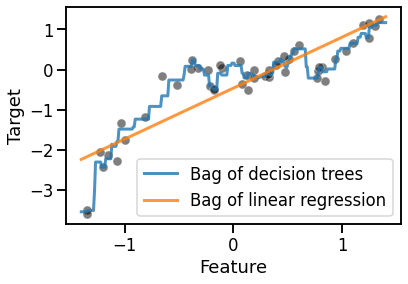 1
0
−1
−2
−3
Target
−1
0
1
Feature
Bag of decision trees
Bag of linear regression